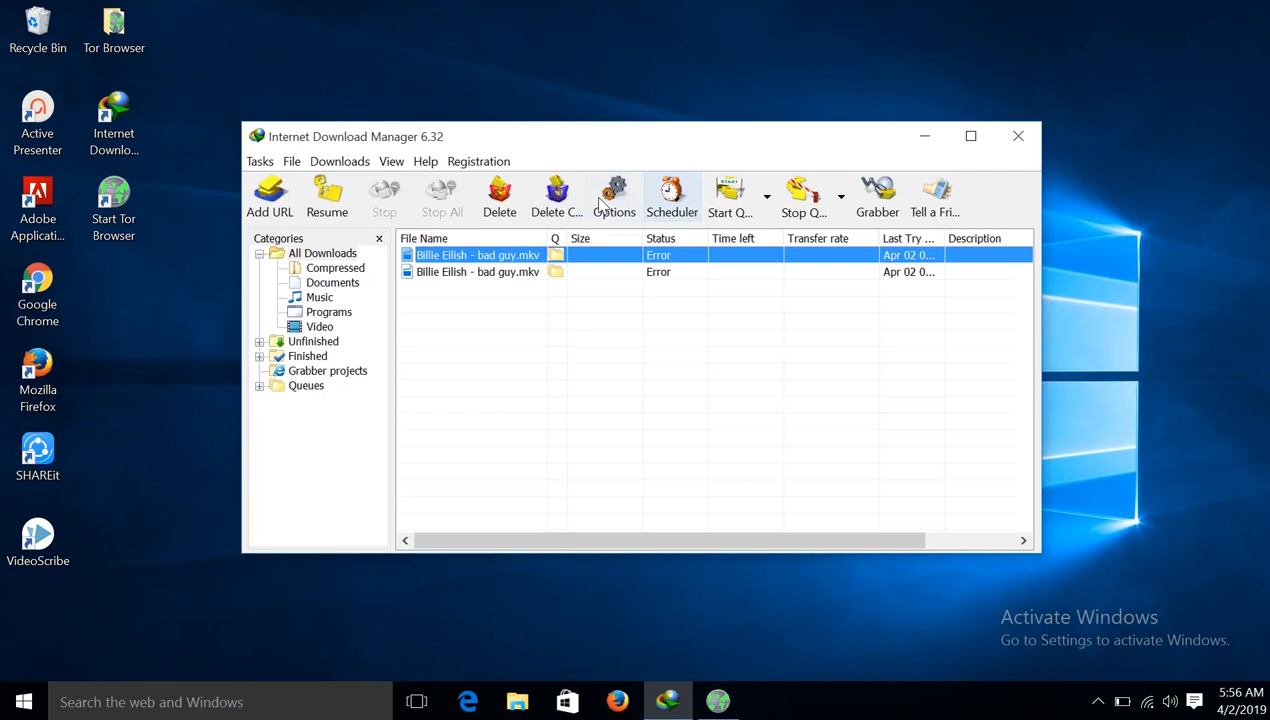 Recycle Bin
Tor Browser
Active Presenter
Internet Downlo...
Adobe Applicati...
Start Tor Browser
Google Chrome
Mozilla Firefox
SHAREit
VideoScribe
Internet Download Manager 6.32
Tasks File Downloads View Help Registration
Add URL Resume Stop Stop All Delete Delete C... Options Scheduler Start Q... Stop Q... Grabber Tell a Fri...
Categories
All Downloads
Compressed
Documents
Music
Programs
Video
Unfinished
Finished
Grabber projects
Queues
File Name Q Size Status Time left Transfer rate Last Try ... Description
Billie Eilish - bad guy.mkv Error Apr 02 0...
Billie Eilish - bad guy.mkv Error Apr 02 0...
Activate Windows
Go to Settings to activate Windows.
Search the web and Windows
5:56 AM
4/2/2019